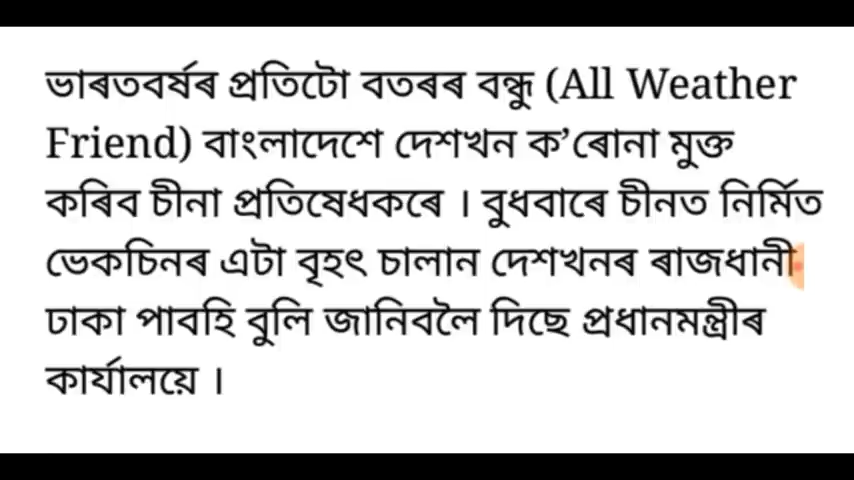 ভাৰতবৰ্ষৰ প্ৰতিটো বতৰৰ বন্ধু (All Weather
Friend) বাংলাদেশে দেশখন ক’ৰোনা মুক্ত
কৰিব চীনা প্ৰতিষেধকৰে । বুধবাৰে চীনত নিৰ্মিত
ভেকচিনৰ এটা বৃহৎ চালান দেশখনৰ ৰাজধানী
ঢাকা পাবহি বুলি জানিবলৈ দিছে প্ৰধানমন্ত্ৰীৰ
কাৰ্যালয়ে ।